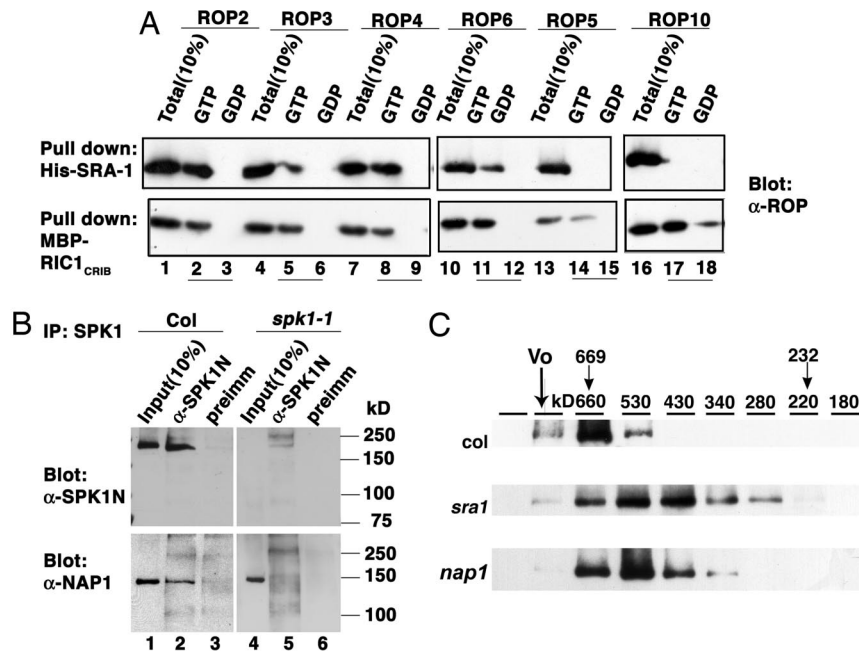 A
ROP2 ROP3 ROP4 ROP6 ROP5 ROP10
Total(10%) GTP GDP Total(10%) GTP GDP Total(10%) GTP GDP Total(10%) GTP GDP Total(10%) GTP GDP Total(10%) GTP GDP
Pull down:
His-SRA-1
Blot:
α-ROP
Pull down:
MBP-
RIC1CRIB
1 2 3 4 5 6 7 8 9 10 11 12 13 14 15 16 17 18
B
IP: SPK1
Col spk1-1
Input(10%) α-SPK1N preimm Input(10%) α-SPK1N preimm
kD
250
150
100
75
Blot:
α-SPK1N
Blot:
α-NAP1
250
150
100
1 2 3 4 5 6
C
Vo 669 232
kD 660 530 430 340 280 220 180
col
sra1
nap1